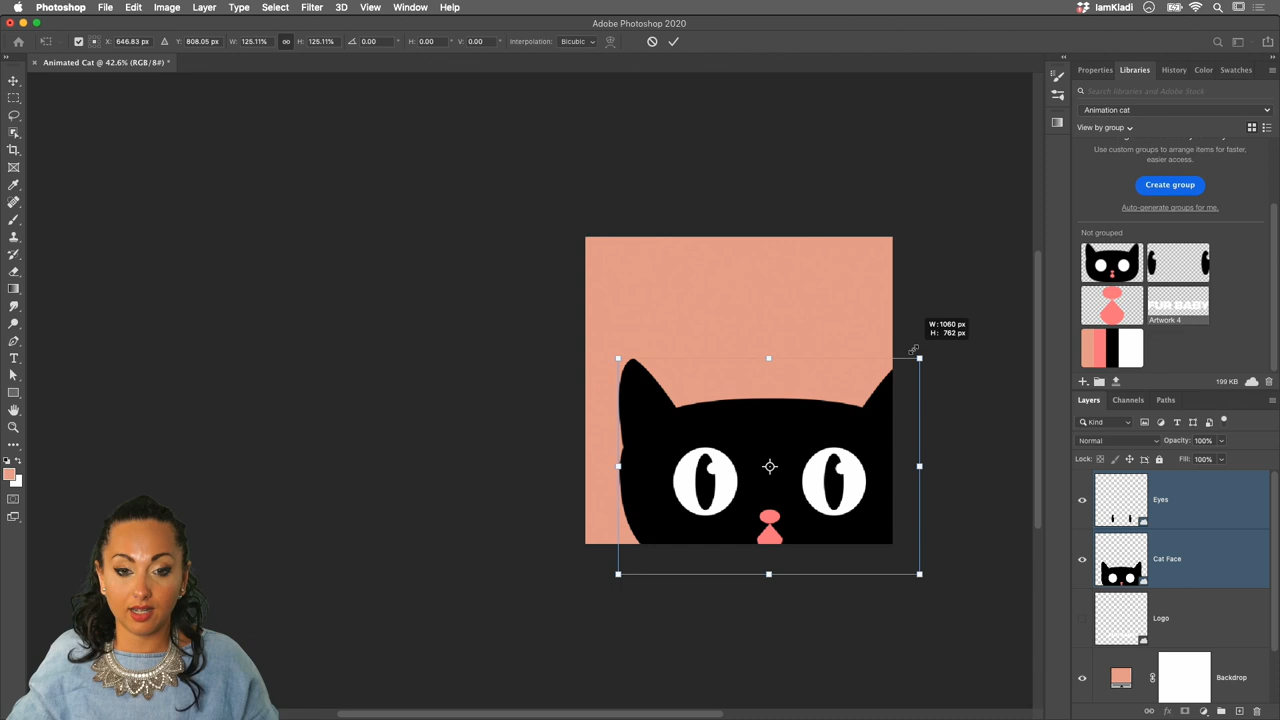 Photoshop File Edit Image Layer Type Select Filter 3D View Window Help IamKladi
Adobe Photoshop 2020
X: 646.83 px Y: 808.05 px W: 125.11% H: 125.11% 0.00 ° H: 0.00 ° V: 0.00 ° Interpolation: Bicubic
Animated Cat @ 42.6% (RGB/8#) *
Properties Libraries History Color Swatches
Search libraries and Adobe Stock
Animation cat
View by group
Use custom groups to arrange items for faster,
easier access.
Create group
Auto-generate groups for me.
Not grouped
FUR BABY
Artwork 4
W: 1060 px
H: 762 px
199 KB
Layers Channels Paths
Kind
Normal Opacity: 100%
Lock: Fill: 100%
Eyes
Cat Face
Logo
Backdrop
fx